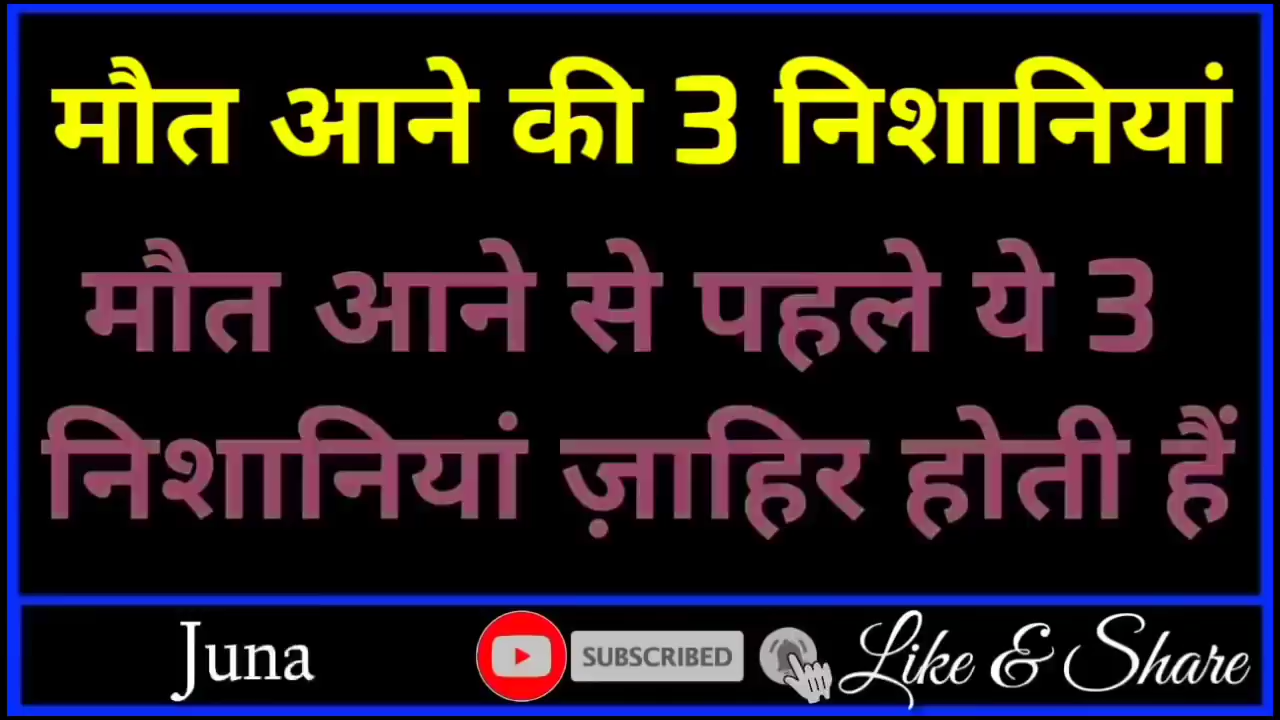 मौत आने की 3 निशानियां
मौत आने से पहले ये 3
निशानियां ज़ाहिर होती हैं
Juna SUBSCRIBED Like & Share